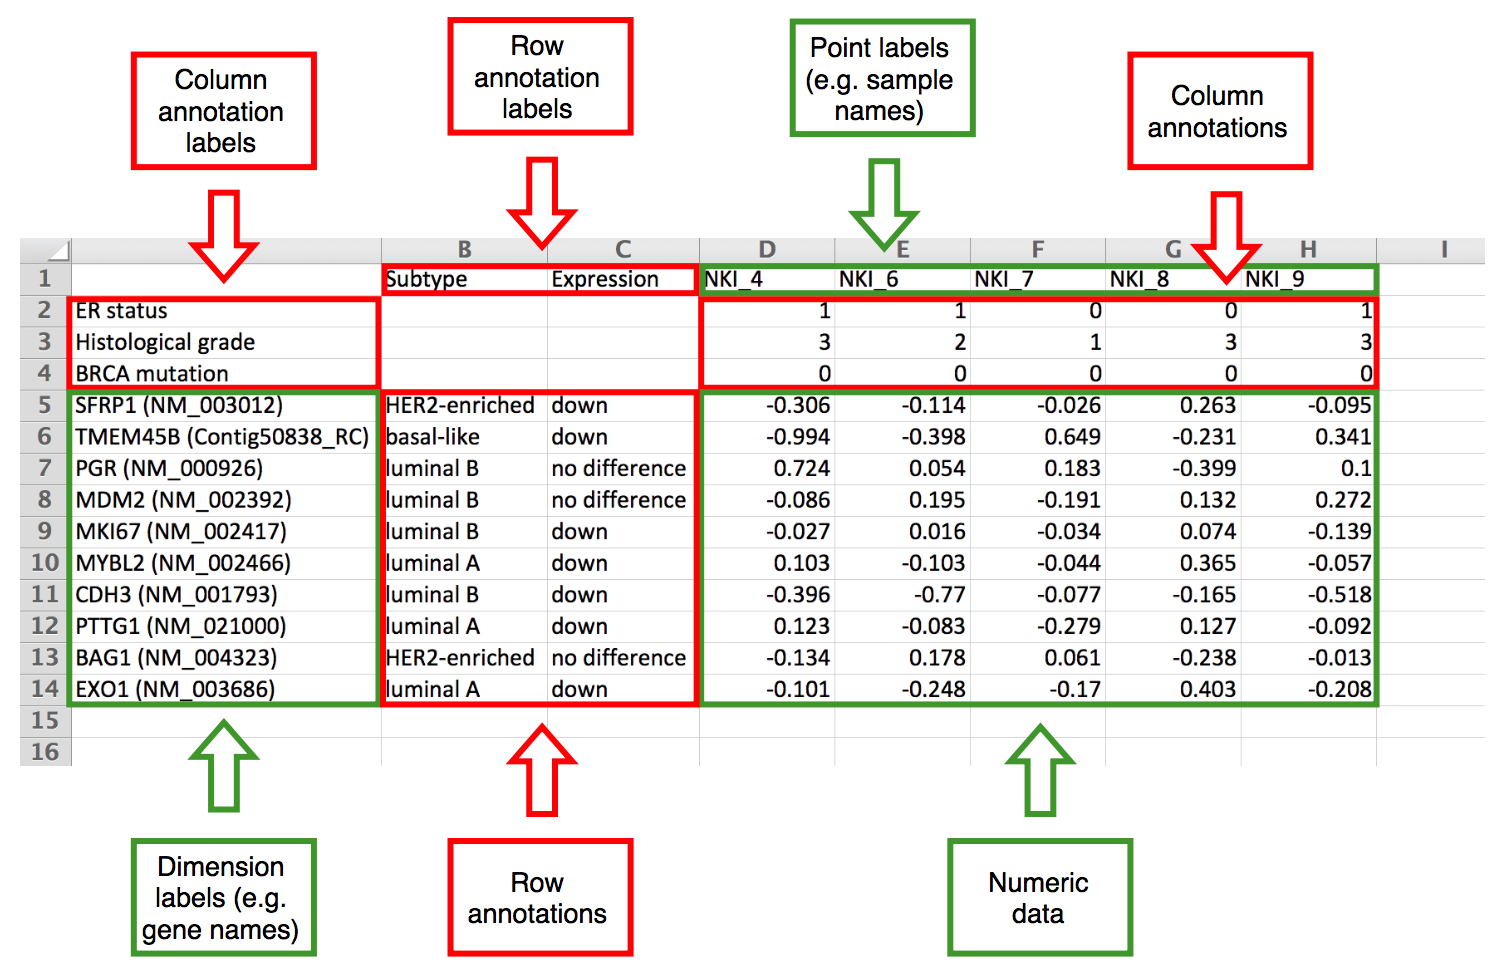 Column
annotation
labels
Row
annotation
labels
Point labels
(e.g. sample
names)
Column
annotations
B C D E F G H I
1 Subtype Expression NKI_4 NKI_6 NKI_7 NKI_8 NKI_9
2 ER status 1 1 0 0 1
3 Histological grade 3 2 1 3 3
4 BRCA mutation 0 0 0 0 0
5 SFRP1 (NM_003012) HER2-enriched down -0.306 -0.114 -0.026 0.263 -0.095
6 TMEM45B (Contig50838_RC) basal-like down -0.994 -0.398 0.649 -0.231 0.341
7 PGR (NM_000926) luminal B no difference 0.724 0.054 0.183 -0.399 0.1
8 MDM2 (NM_002392) luminal B no difference -0.086 0.195 -0.191 0.132 0.272
9 MKI67 (NM_002417) luminal B down -0.027 0.016 -0.034 0.074 -0.139
10 MYBL2 (NM_002466) luminal A down 0.103 -0.103 -0.044 0.365 -0.057
11 CDH3 (NM_001793) luminal B down -0.396 -0.77 -0.077 -0.165 -0.518
12 PTTG1 (NM_021000) luminal A down 0.123 -0.083 -0.279 0.127 -0.092
13 BAG1 (NM_004323) HER2-enriched no difference -0.134 0.178 0.061 -0.238 -0.013
14 EXO1 (NM_003686) luminal A down -0.101 -0.248 -0.17 0.403 -0.208
15
16
Dimension
labels (e.g.
gene names)
Row
annotations
Numeric
data